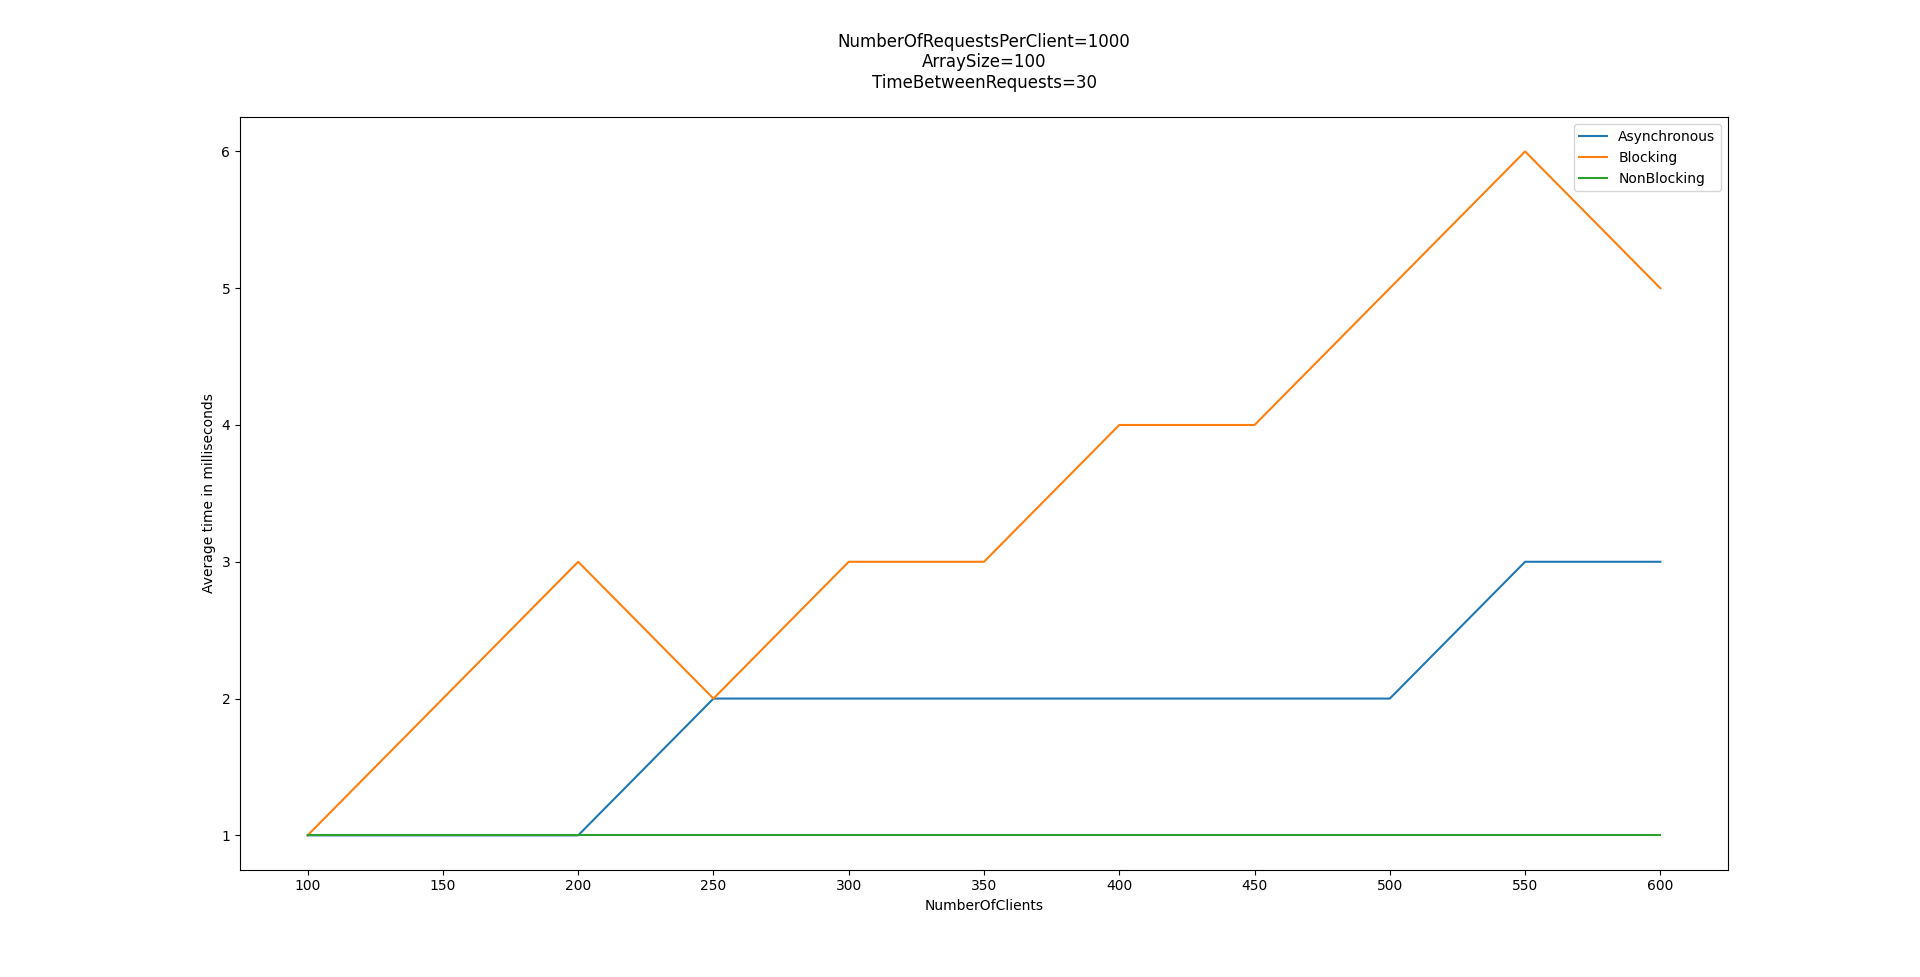 NumberOfRequestsPerClient=1000
ArraySize=100
TimeBetweenRequests=30
Asynchronous
Blocking
NonBlocking
6
5
4
3
2
1
Average time in milliseconds
100 150 200 250 300 350 400 450 500 550 600
NumberOfClients